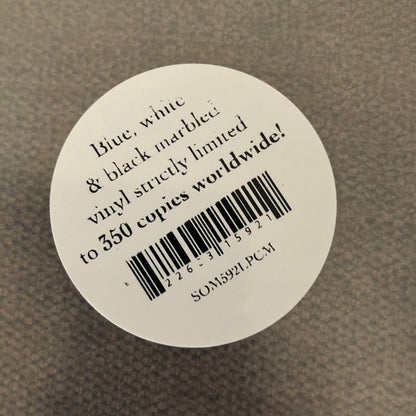 Blue, white
& black marbled
vinyl strictly limited
to 350 copies worldwide!
SOM592LPCM